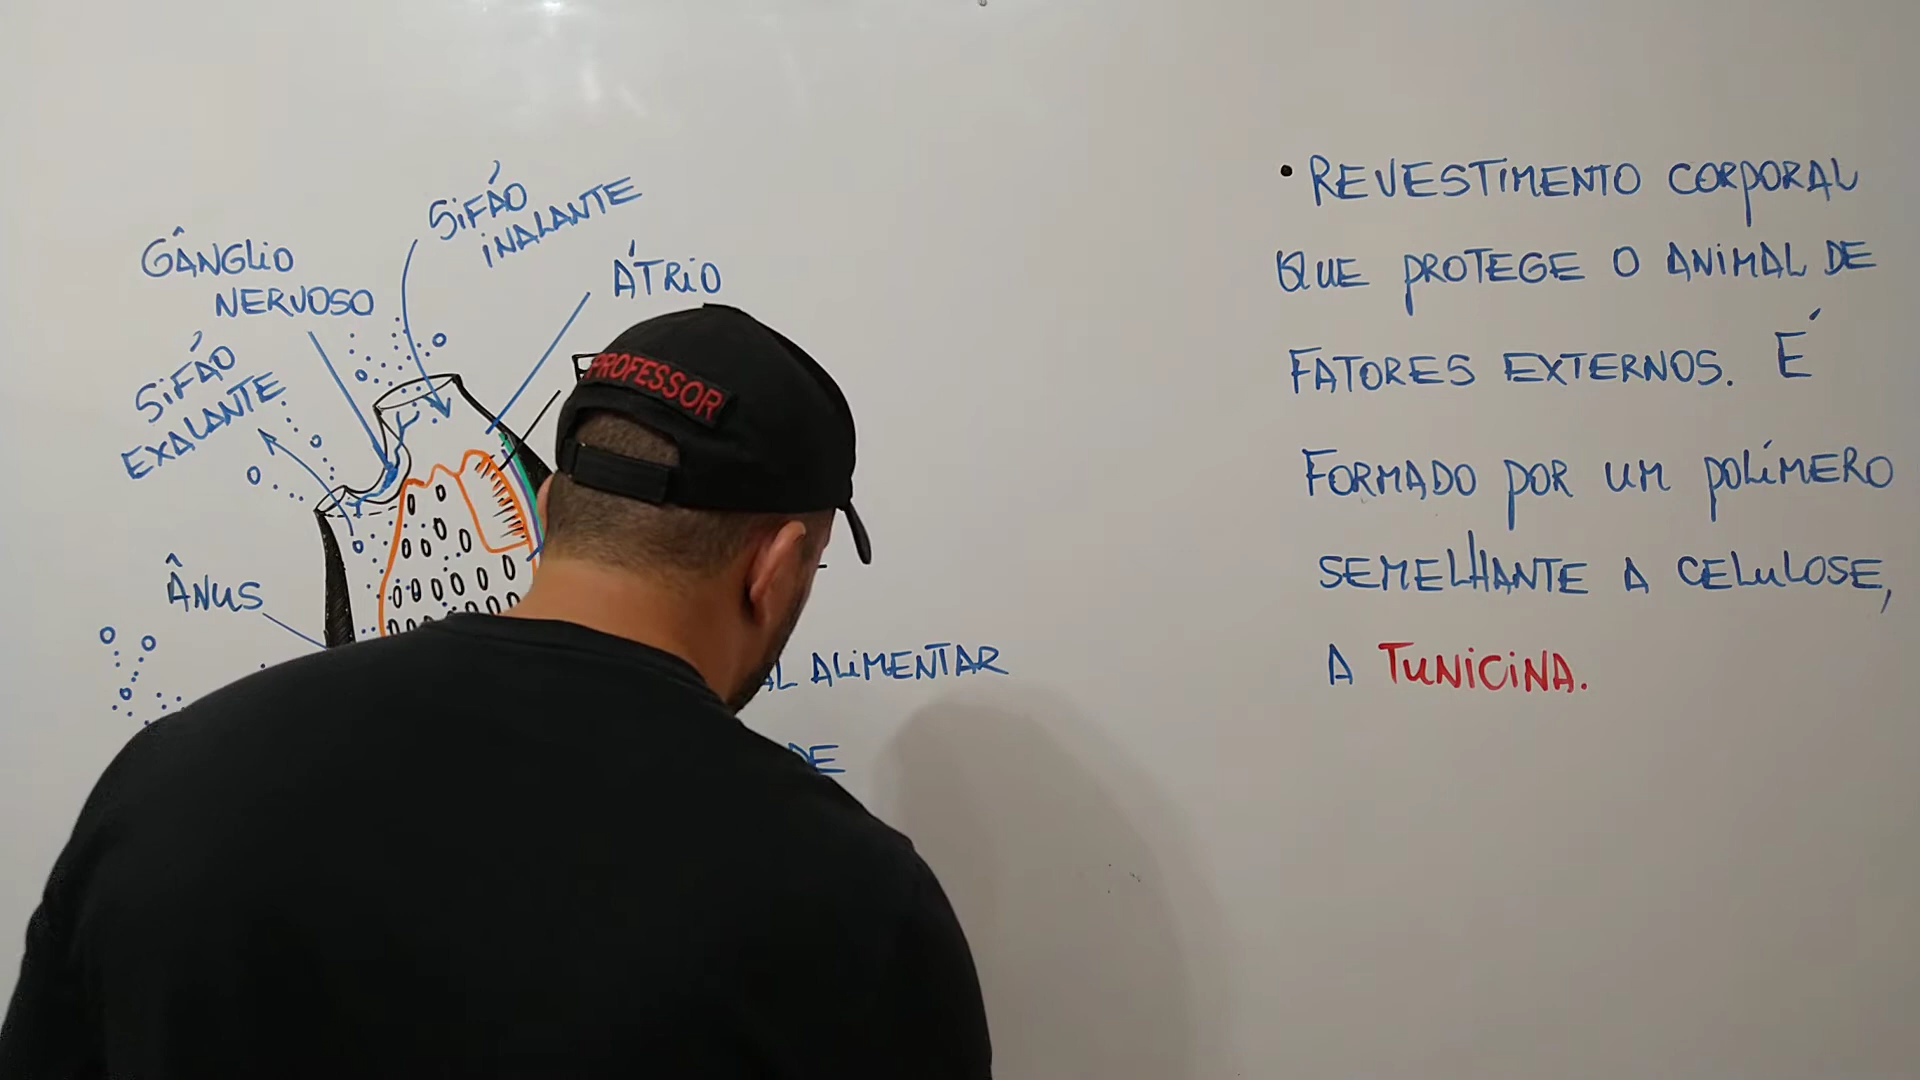 SIFÃO
INALANTE
GÂNGLIO
NERVOSO
ÁTRIO
SIFÃO
EXALANTE
PROFESSOR
ÂNUS
AL ALIMENTAR
DE
• REVESTIMENTO CORPORAL
QUE PROTEGE O ANIMAL DE
FATORES EXTERNOS. É
FORMADO POR UM POLÍMERO
SEMELHANTE A CELULOSE,
A TUNICINA.